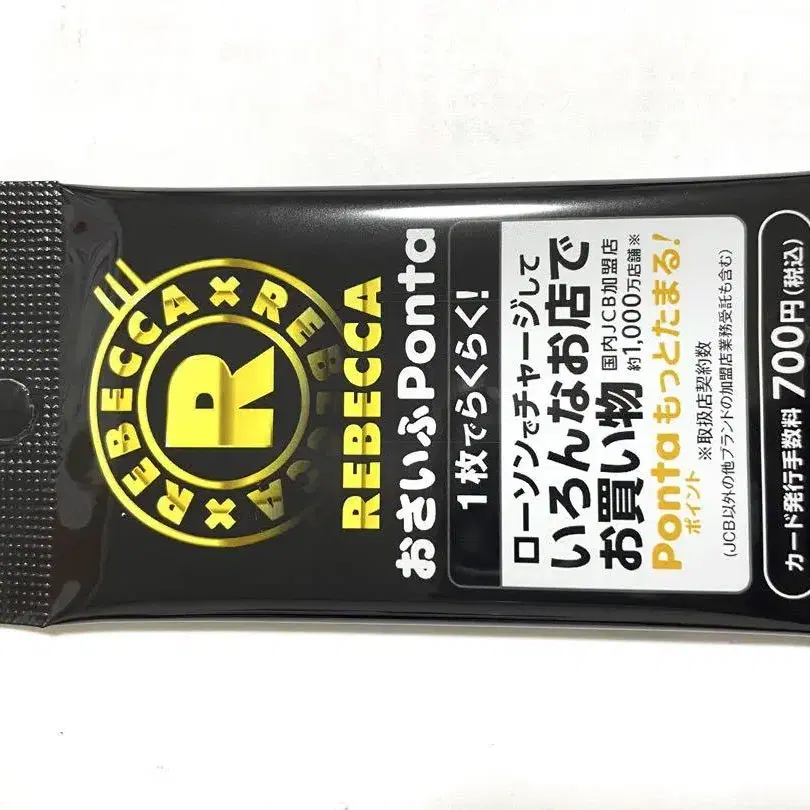 REBECCA × REBECCA ×
R
REBECCA
おさいふPonta
1枚でらくらく!
ローソンでチャージして
いろんなお店で
お買い物 国内JCB加盟店
約1,000万店舗※
Pontaもっとたまる!
ポイント
※取扱店契約数
(JCB以外の他ブランドの加盟店業務受託も含む)
カード発行手数料 700円(税込)